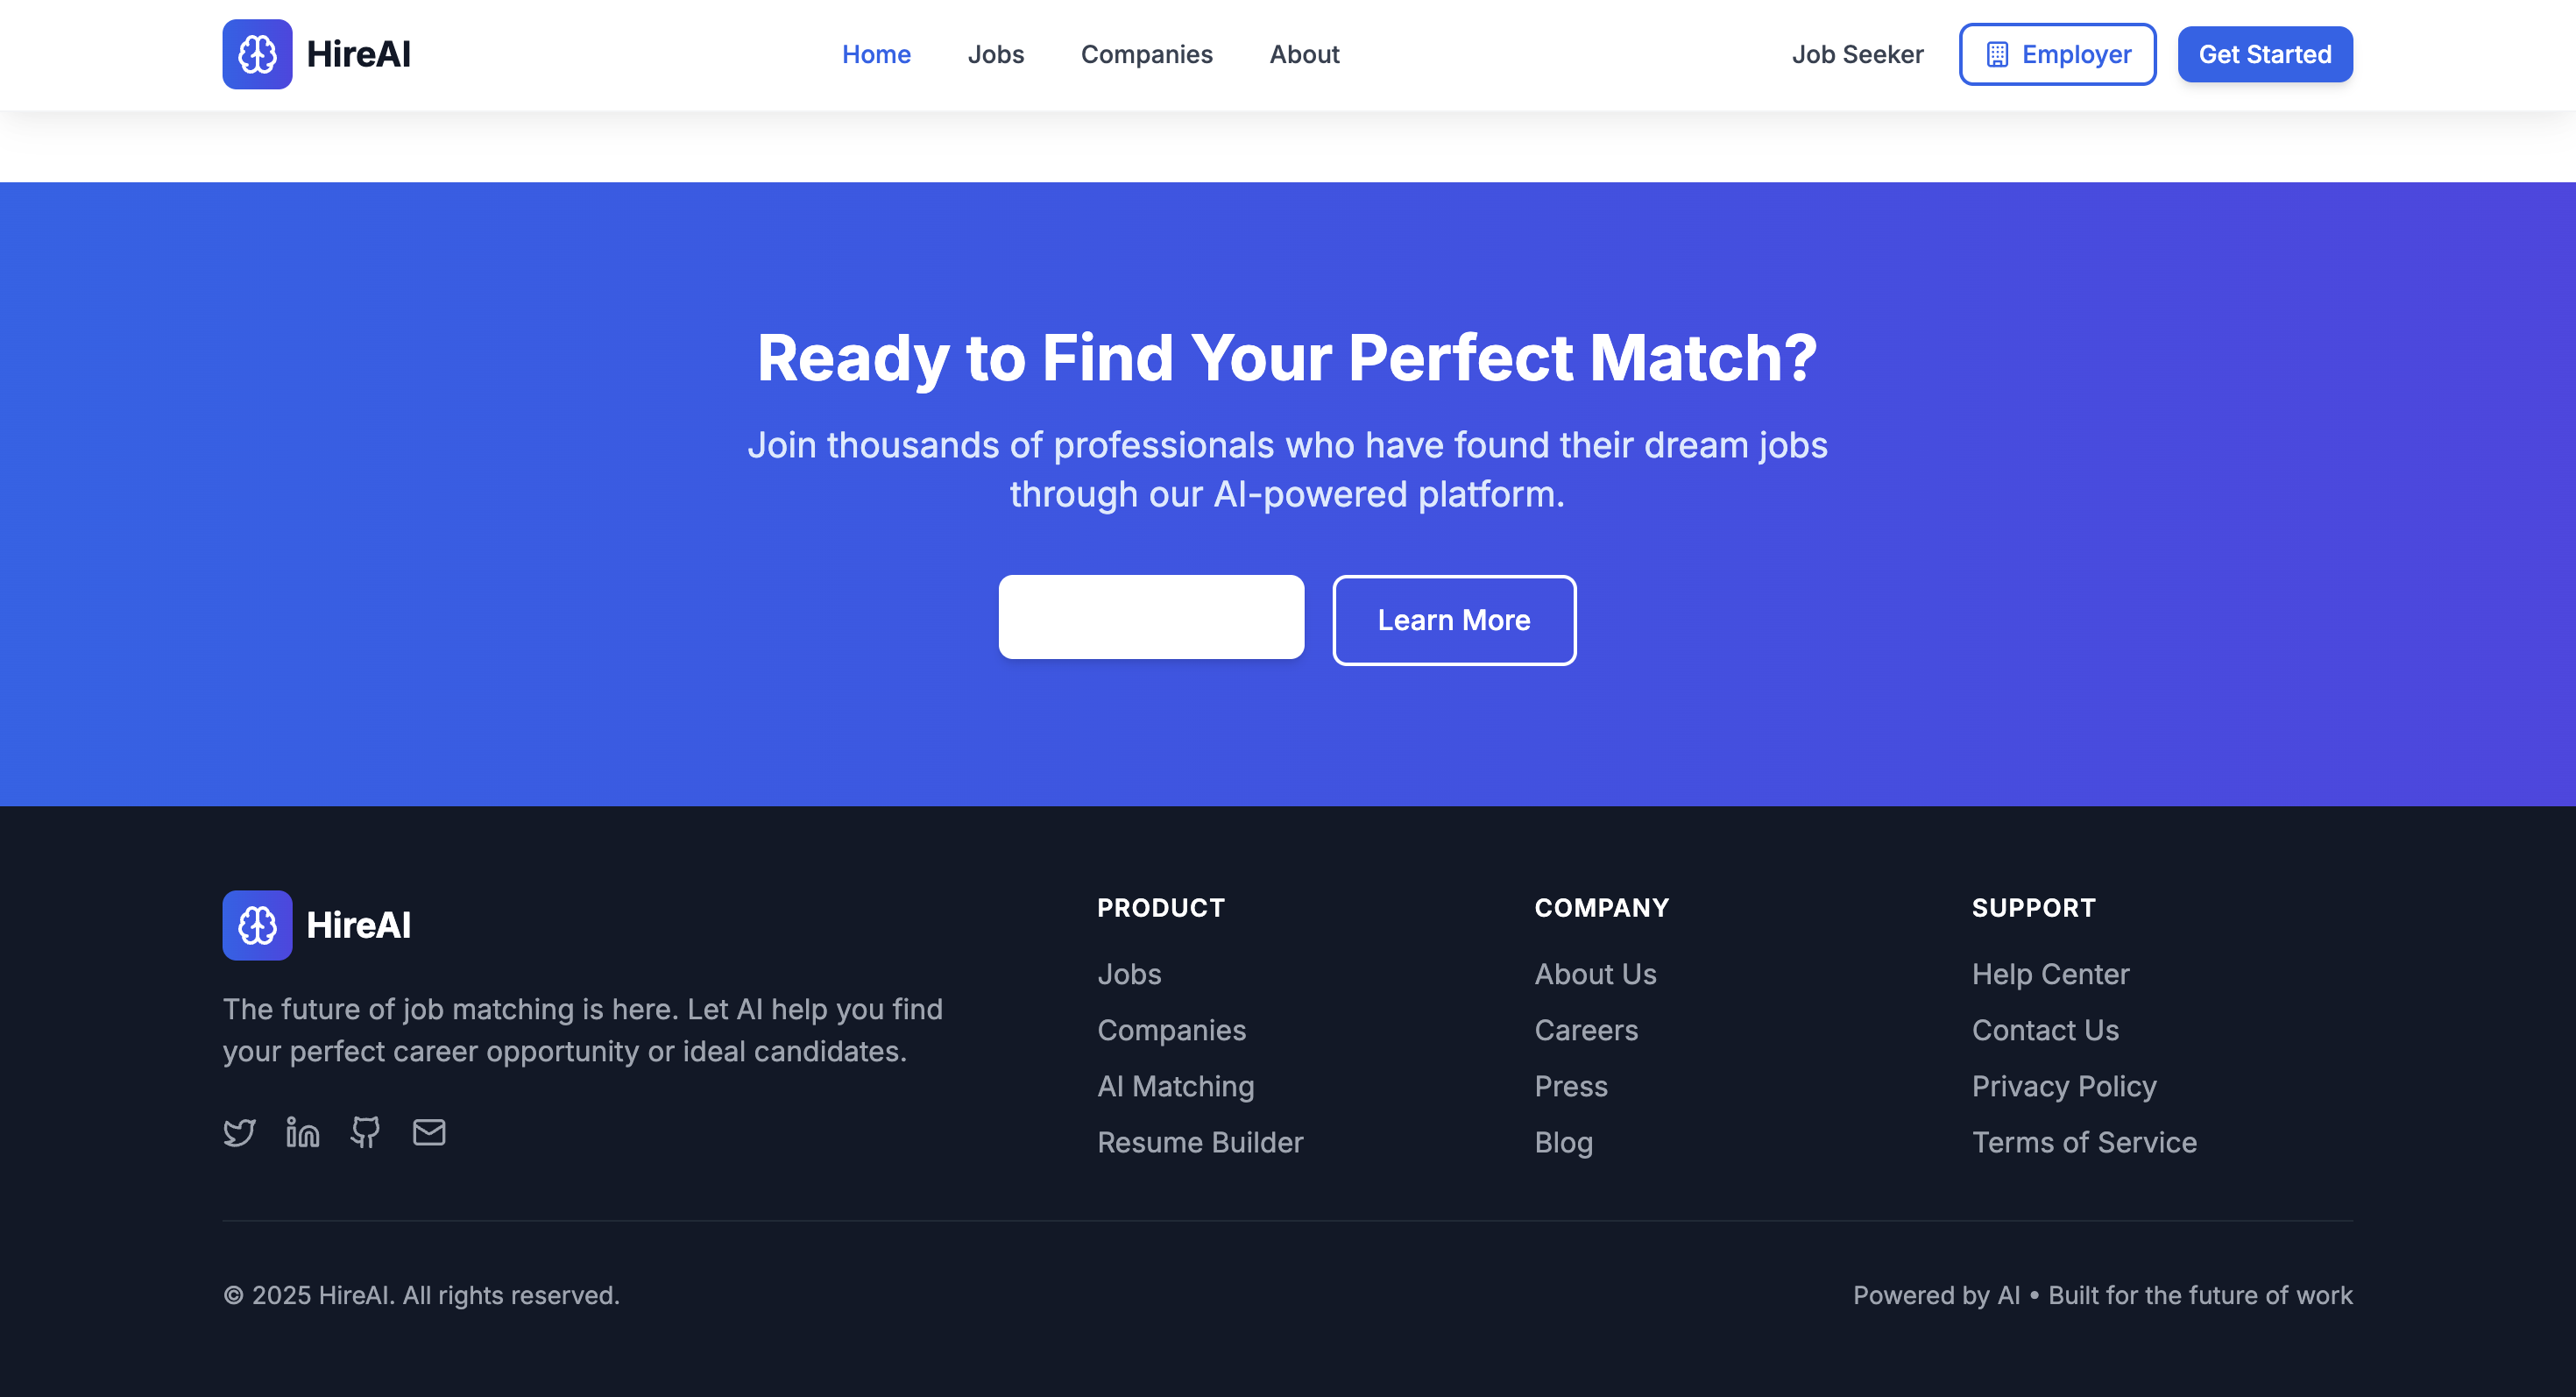 HireAI
Home
Jobs
Companies
About
Job Seeker
Employer
Get Started
Ready to Find Your Perfect Match?
Join thousands of professionals who have found their dream jobs
through our AI-powered platform.
Learn More
HireAI
The future of job matching is here. Let AI help you find
your perfect career opportunity or ideal candidates.
PRODUCT
Jobs
Companies
AI Matching
Resume Builder
COMPANY
About Us
Careers
Press
Blog
SUPPORT
Help Center
Contact Us
Privacy Policy
Terms of Service
© 2025 HireAI. All rights reserved.
Powered by AI • Built for the future of work